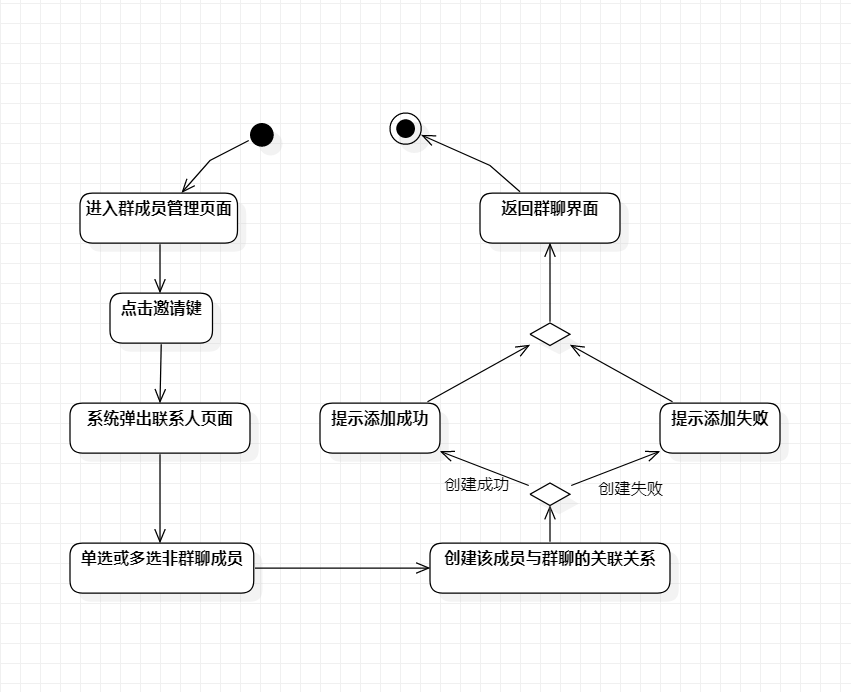 进入群成员管理页面
点击邀请键
系统弹出联系人页面
单选或多选非群聊成员
创建该成员与群聊的关联关系
创建成功
创建失败
提示添加成功
提示添加失败
返回群聊界面